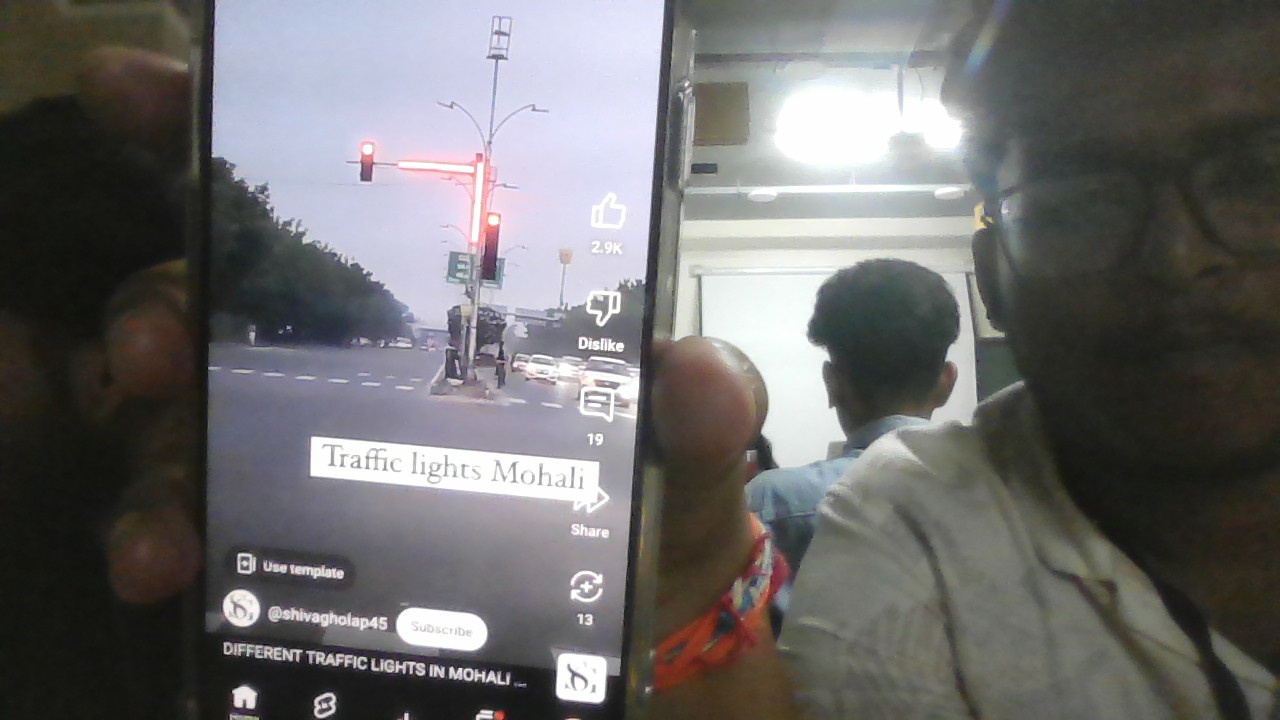 2.9K
Dislike
19
Traffic lights Mohali
Share
Use template
@shivagholap45
Subscribe
13
DIFFERENT TRAFFIC LIGHTS IN MOHALI ...